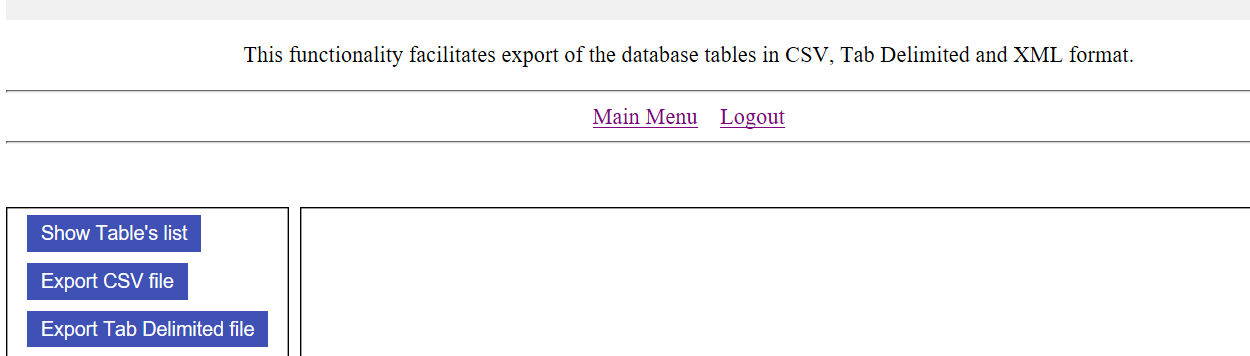 This functionality facilitates export of the database tables in CSV, Tab Delimited and XML format.
Main Menu Logout
Show Table's list
Export CSV file
Export Tab Delimited file